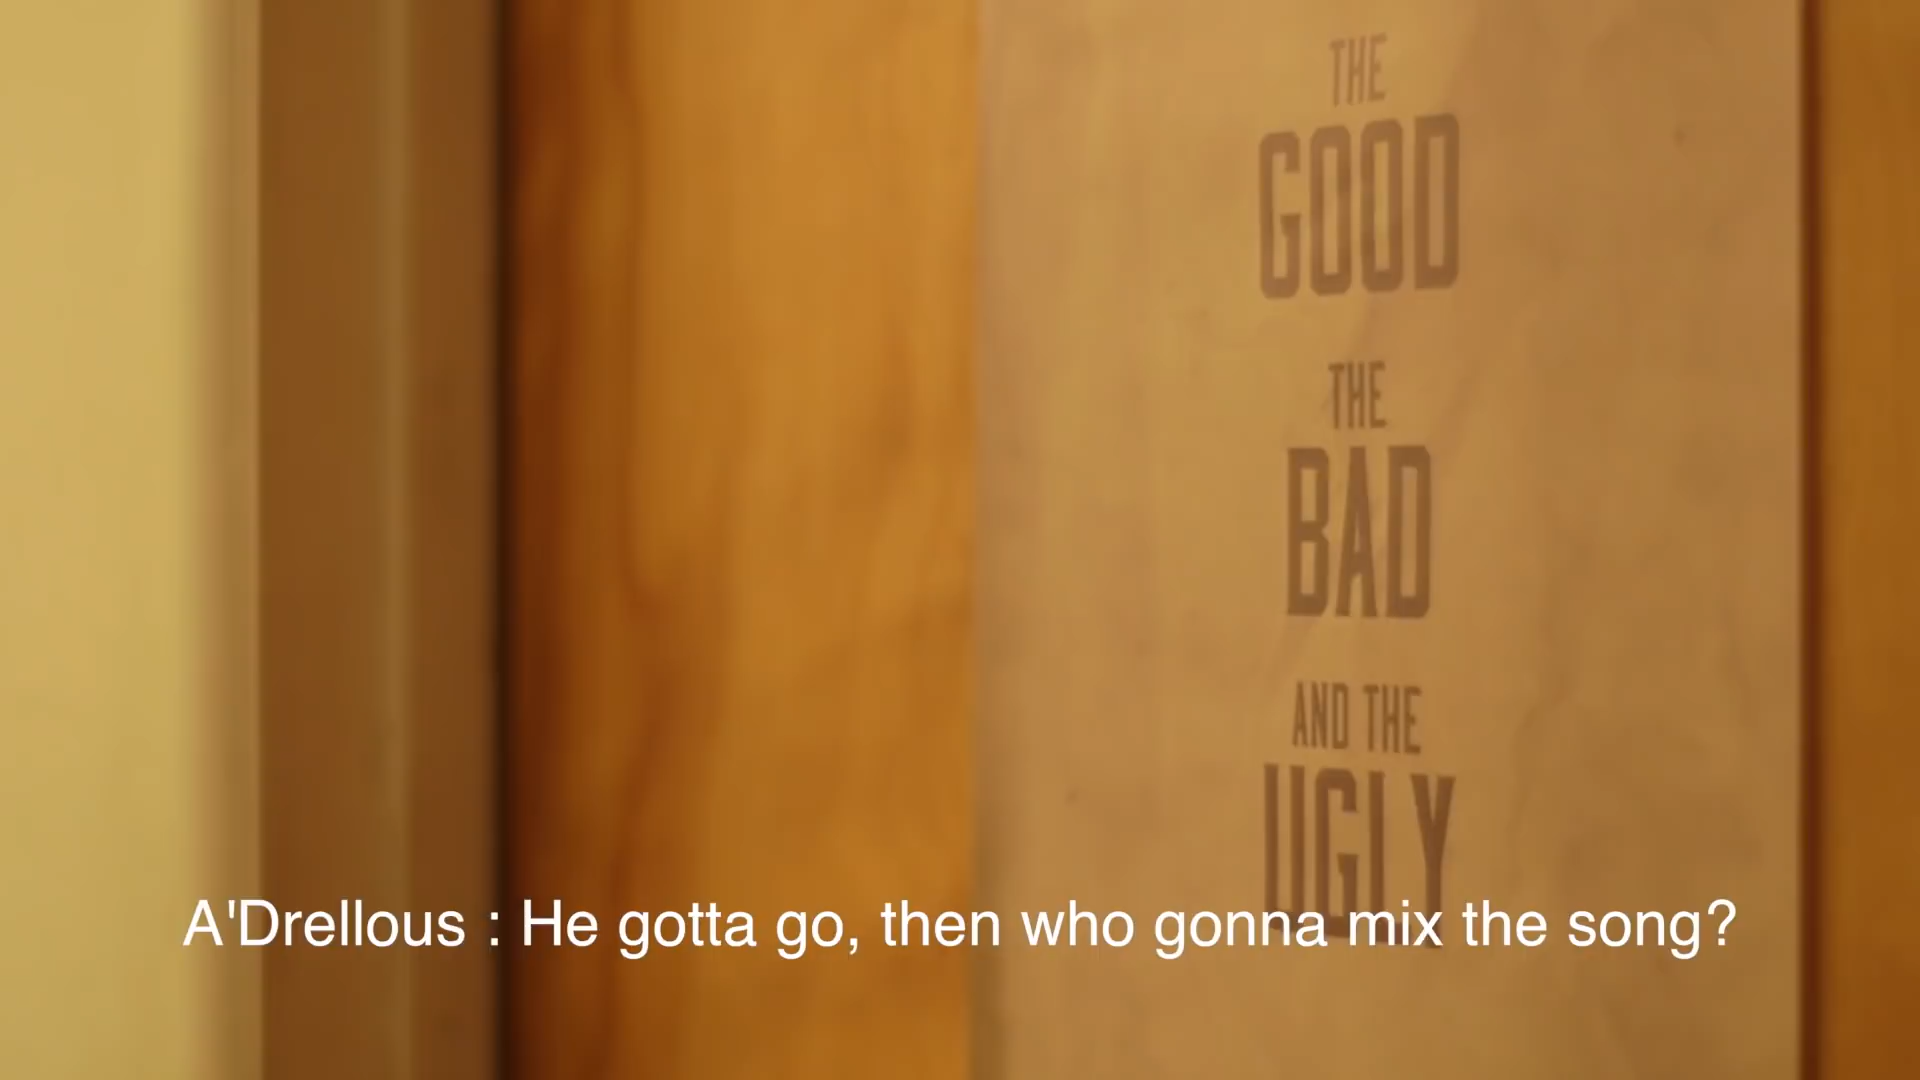 THE
GOOD
THE
BAD
AND THE
UGLY
A'Drellous : He gotta go, then who gonna mix the song?